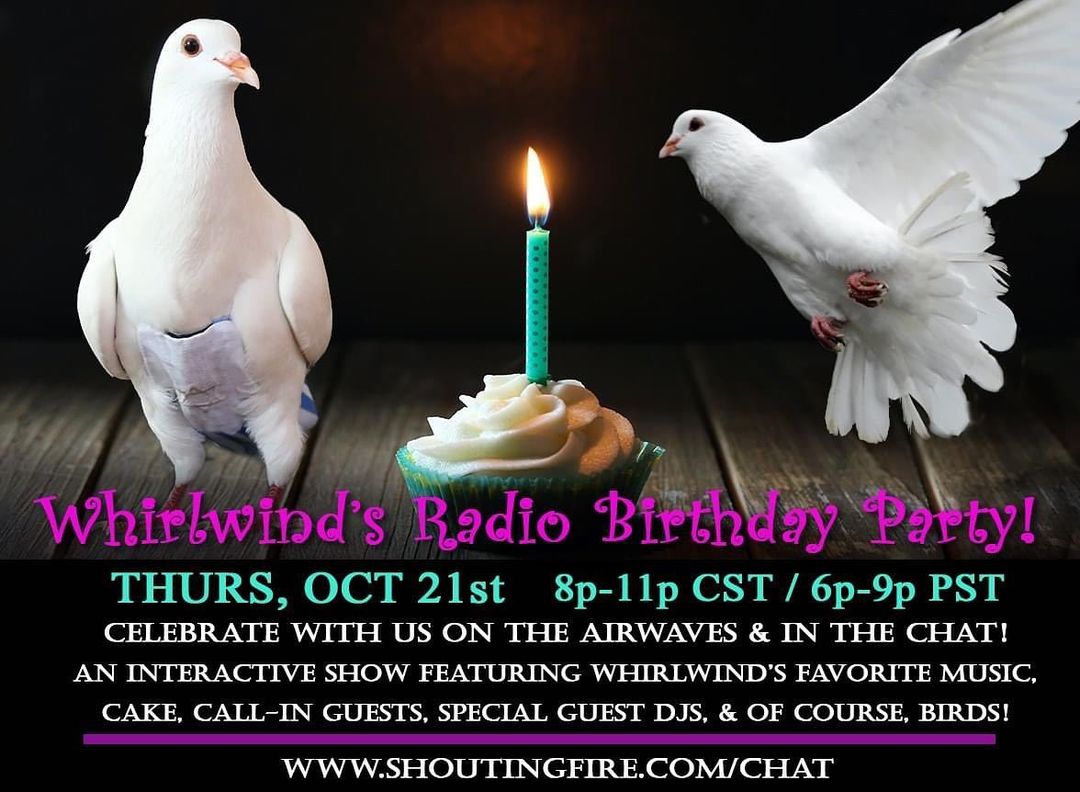 Whirlwind's Radio Birthday Party!
THURS, OCT 21st 8p-11p CST / 6p-9p PST
CELEBRATE WITH US ON THE AIRWAVES & IN THE CHAT!
AN INTERACTIVE SHOW FEATURING WHIRLWIND'S FAVORITE MUSIC,
CAKE, CALL-IN GUESTS, SPECIAL GUEST DJS, & OF COURSE, BIRDS!
WWW.SHOUTINGFIRE.COM/CHAT